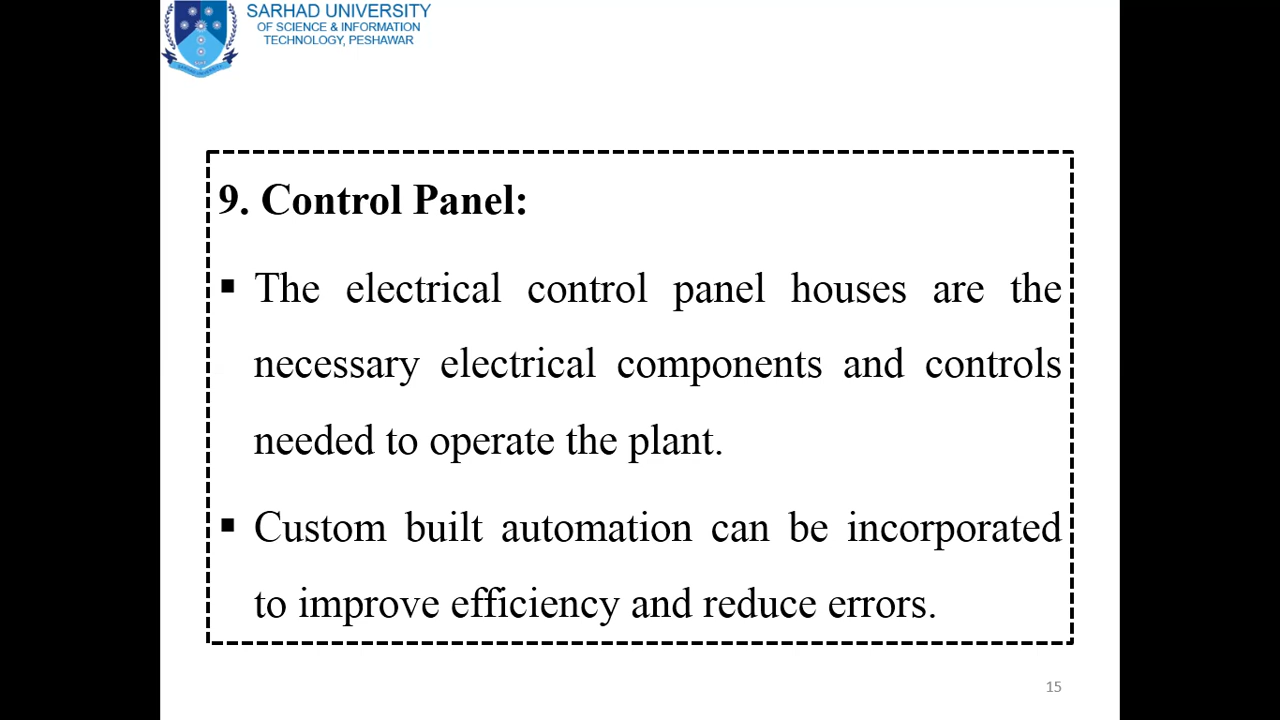 SARHAD UNIVERSITY
OF SCIENCE & INFORMATION
TECHNOLOGY, PESHAWAR
9. Control Panel:
▪ The electrical control panel houses are the
necessary electrical components and controls
needed to operate the plant.
▪ Custom built automation can be incorporated
to improve efficiency and reduce errors.
15